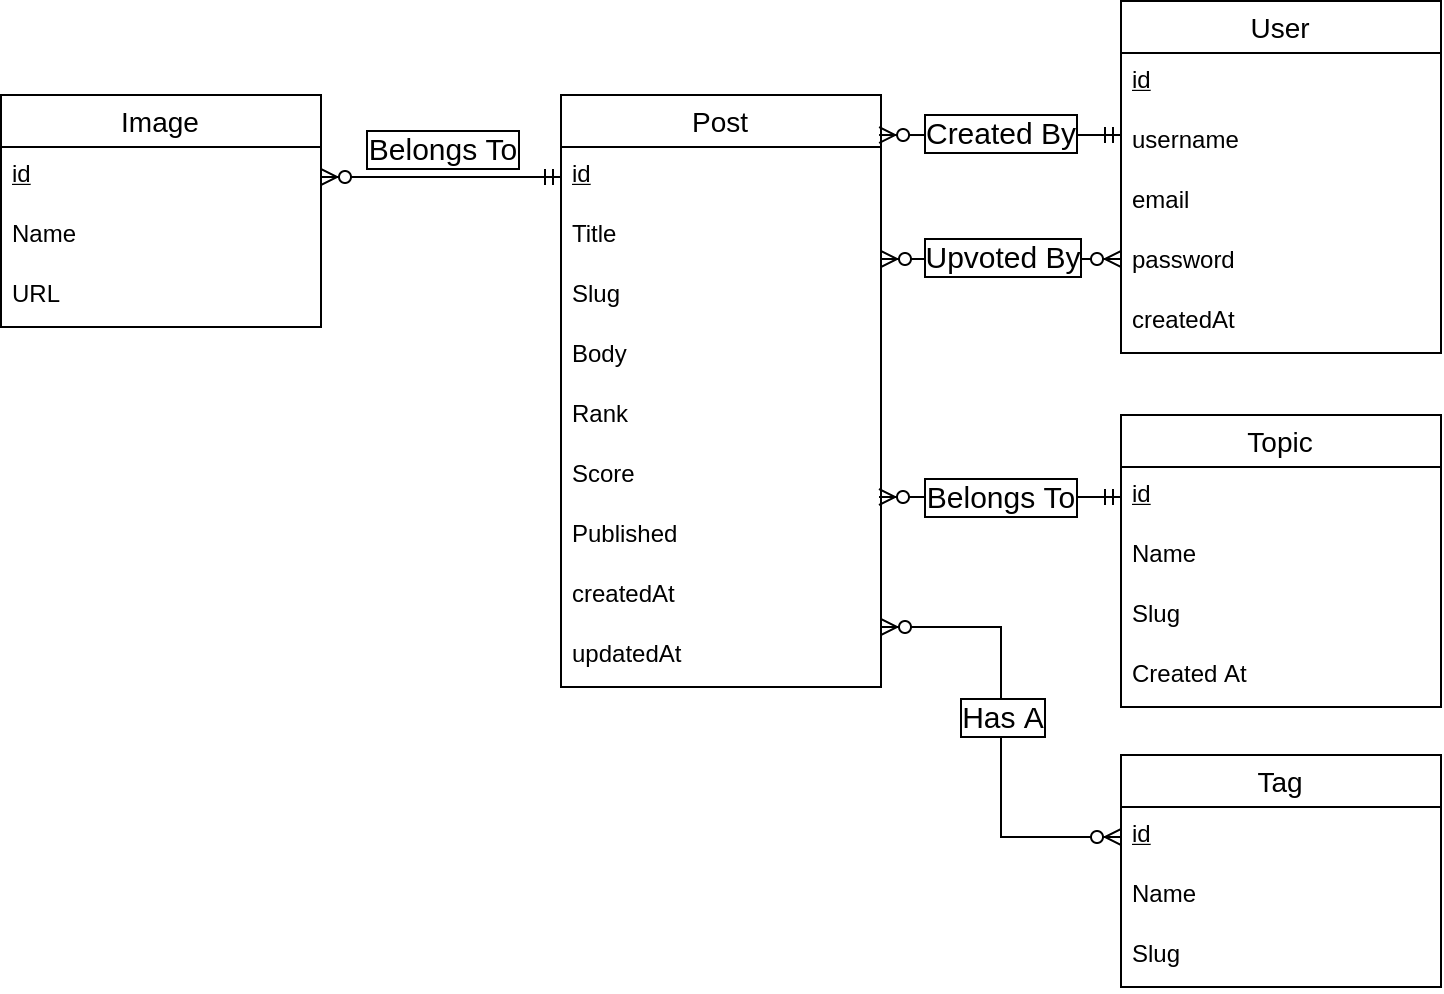 Image
id
Name
URL
Belongs To
Post
id
Title
Slug
Body
Rank
Score
Published
createdAt
updatedAt
Created By
Upvoted By
Belongs To
Has A
User
id
username
email
password
createdAt
Topic
id
Name
Slug
Created At
Tag
id
Name
Slug